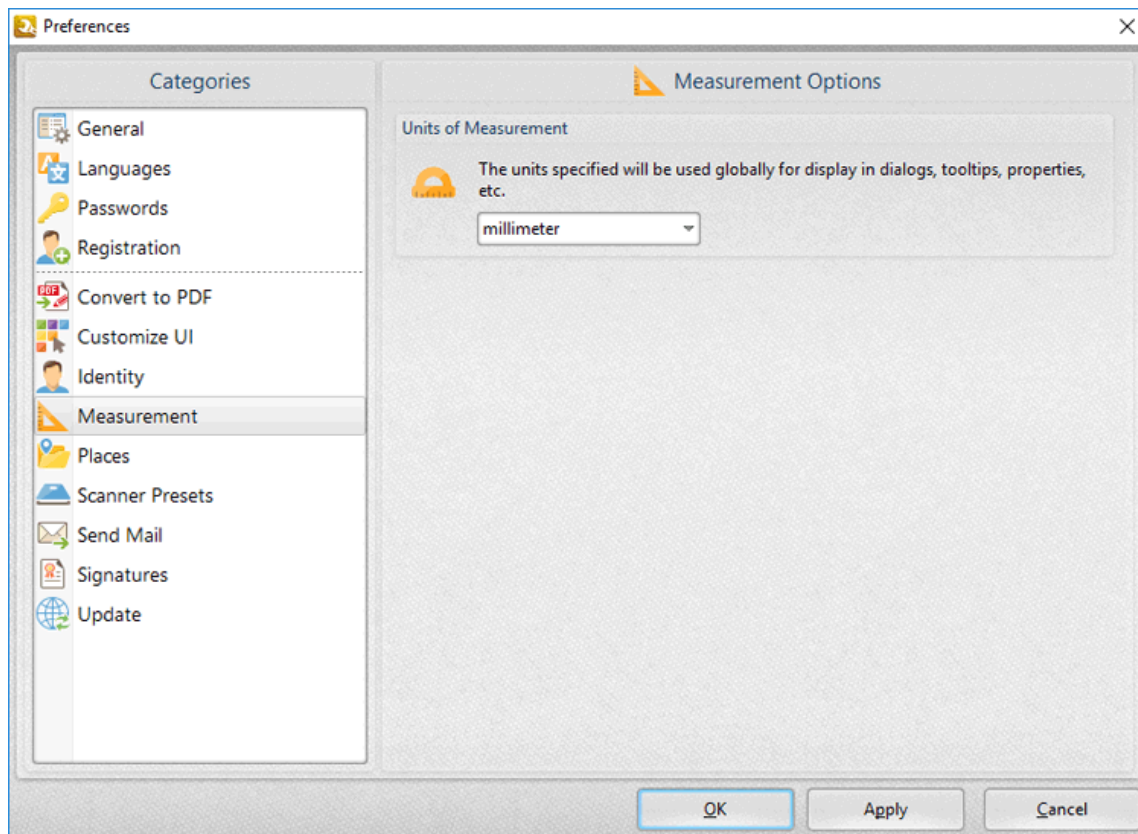 Preferences
Categories
General
Languages
Passwords
Registration
Convert to PDF
Customize UI
Identity
Measurement
Places
Scanner Presets
Send Mail
Signatures
Update
Measurement Options
Units of Measurement
The units specified will be used globally for display in dialogs, tooltips, properties,
etc.
millimeter
OK
Apply
Cancel